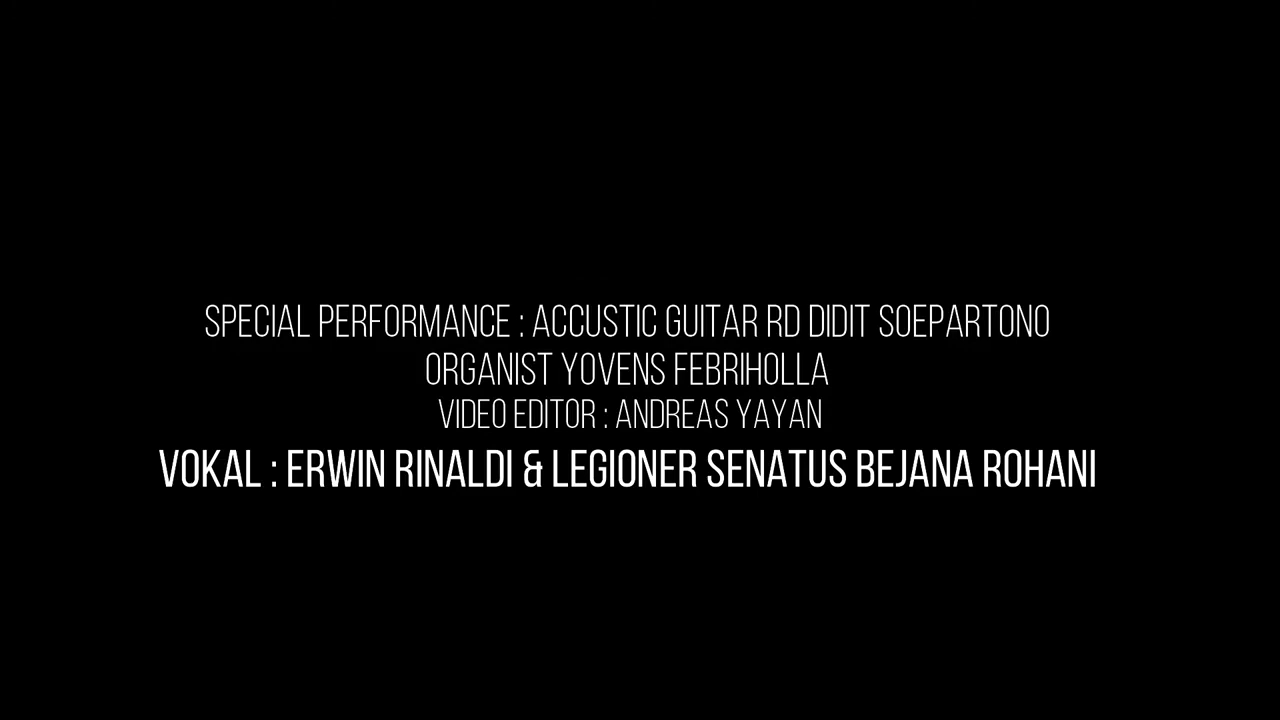 SPECIAL PERFORMANCE : ACCUSTIC GUITAR RD DIDIT SOEPARTONO
ORGANIST YOVENS FEBRIHOLLA
VIDEO EDITOR : ANDREAS YAYAN
VOKAL : ERWIN RINALDI & LEGIONER SENATUS BEJANA ROHANI